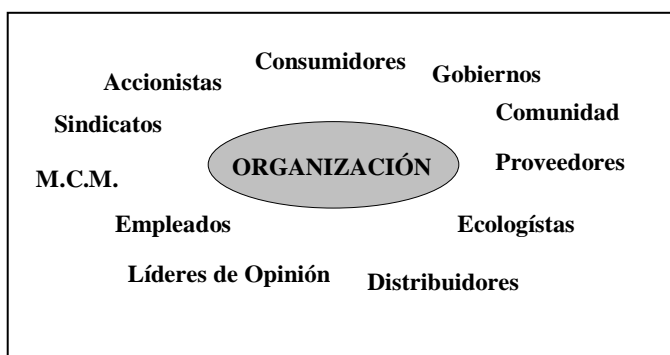 Consumidores
Gobiernos
Accionistas
Comunidad
Sindicatos
ORGANIZACIÓN
Proveedores
M.C.M.
Empleados
Ecologístas
Líderes de Opinión
Distribuidores